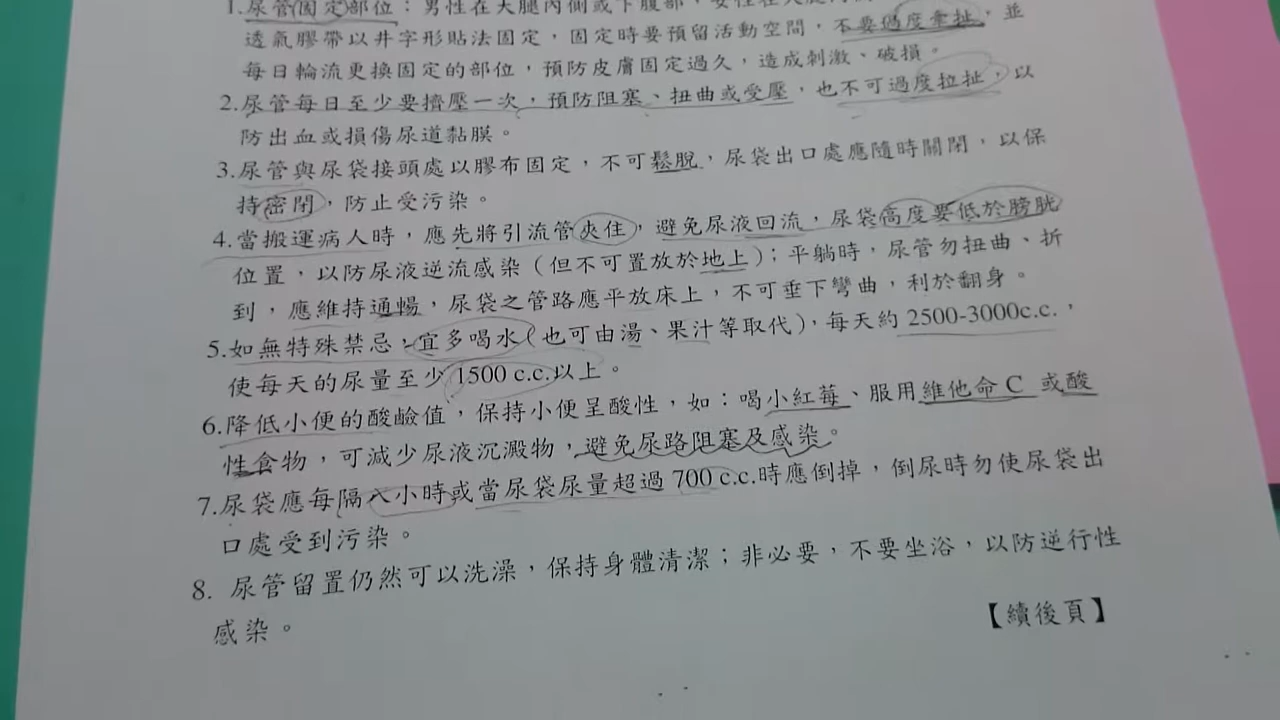 1.尿管固定部位：男性在大腿內側或下腹部，女性在大腿
透氣膠帶以井字形貼法固定，固定時要預留活動空間，不要過度牽扯，並
每日輪流更換固定的部位，預防皮膚固定過久，造成刺激、破損。
2.尿管每日至少要擠壓一次，預防阻塞、扭曲或受壓，也不可過度拉扯，以
防出血或損傷尿道黏膜。
3.尿管與尿袋接頭處以膠布固定，不可鬆脫，尿袋出口處應隨時關閉，以保
持密閉，防止受污染。
4.當搬運病人時，應先將引流管夾住，避免尿液回流，尿袋高度要低於膀胱
位置，以防尿液逆流感染（但不可置放於地上）；平躺時，尿管勿扭曲、折
到，應維持通暢，尿袋之管路應平放床上，不可垂下彎曲，利於翻身。
5.如無特殊禁忌，宜多喝水（也可由湯、果汁等取代），每天約 2500-3000c.c.，
使每天的尿量至少 1500 c.c.以上。
6.降低小便的酸鹼值，保持小便呈酸性，如：喝小紅莓、服用維他命 C 或酸
性食物，可減少尿液沉澱物，避免尿路阻塞及感染。
7.尿袋應每隔八小時或當尿袋尿量超過 700 c.c.時應倒掉，倒尿時勿使尿袋出
口處受到污染。
8. 尿管留置仍然可以洗澡，保持身體清潔；非必要，不要坐浴，以防逆行性
感染。
【續後頁】